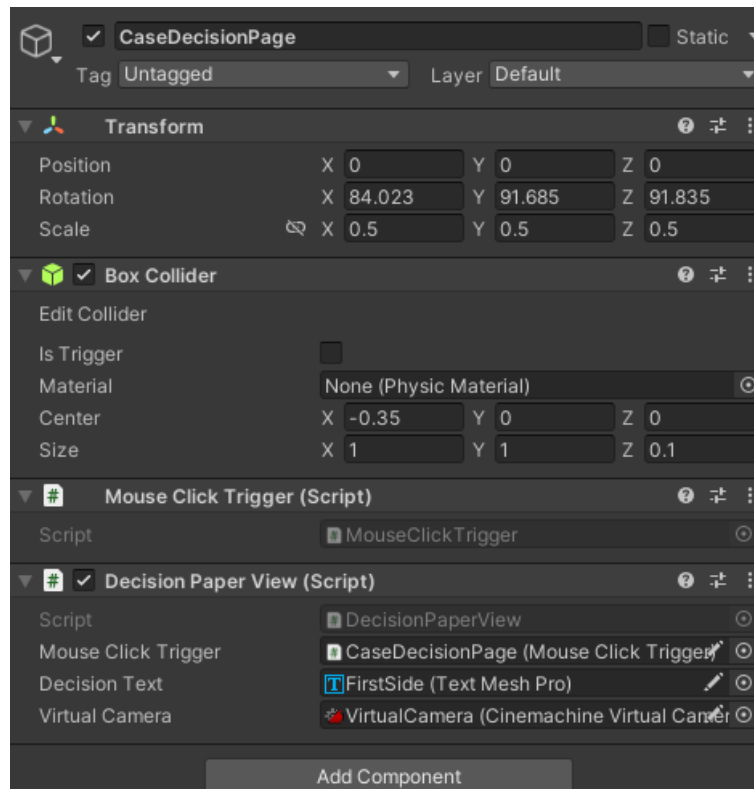 CaseDecisionPage Static
Tag Untagged Layer Default
Transform
Position X 0 Y 0 Z 0
Rotation X 84.023 Y 91.685 Z 91.835
Scale X 0.5 Y 0.5 Z 0.5
Box Collider
Edit Collider
Is Trigger
Material None (Physic Material)
Center X -0.35 Y 0 Z 0
Size X 1 Y 1 Z 0.1
# Mouse Click Trigger (Script)
Script # MouseClickTrigger
# Decision Paper View (Script)
Script # DecisionPaperView
Mouse Click Trigger # CaseDecisionPage (Mouse Click Trigger)
Decision Text T FirstSide (Text Mesh Pro)
Virtual Camera VirtualCamera (Cinemachine Virtual Camer
Add Component